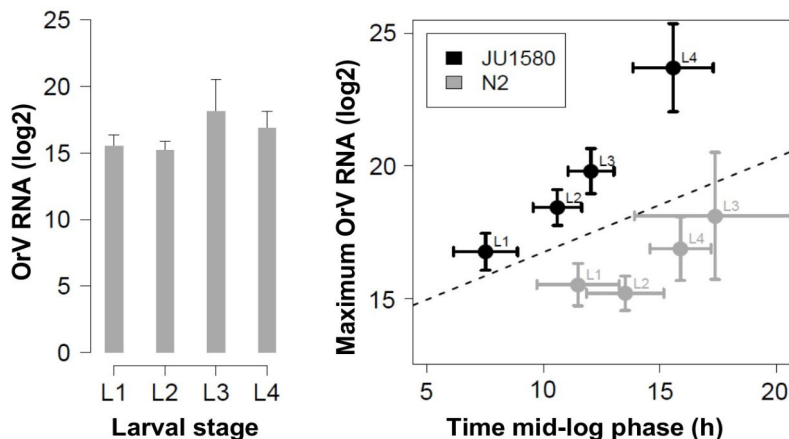 OrV RNA (log2)
25
20
15
10
5
0
L1 L2 L3 L4
Larval stage
Maximum OrV RNA (log2)
25
20
15
JU1580
N2
L4
L3
L2
L1
L3
L4
L1
L2
5 10 15 20
Time mid-log phase (h)